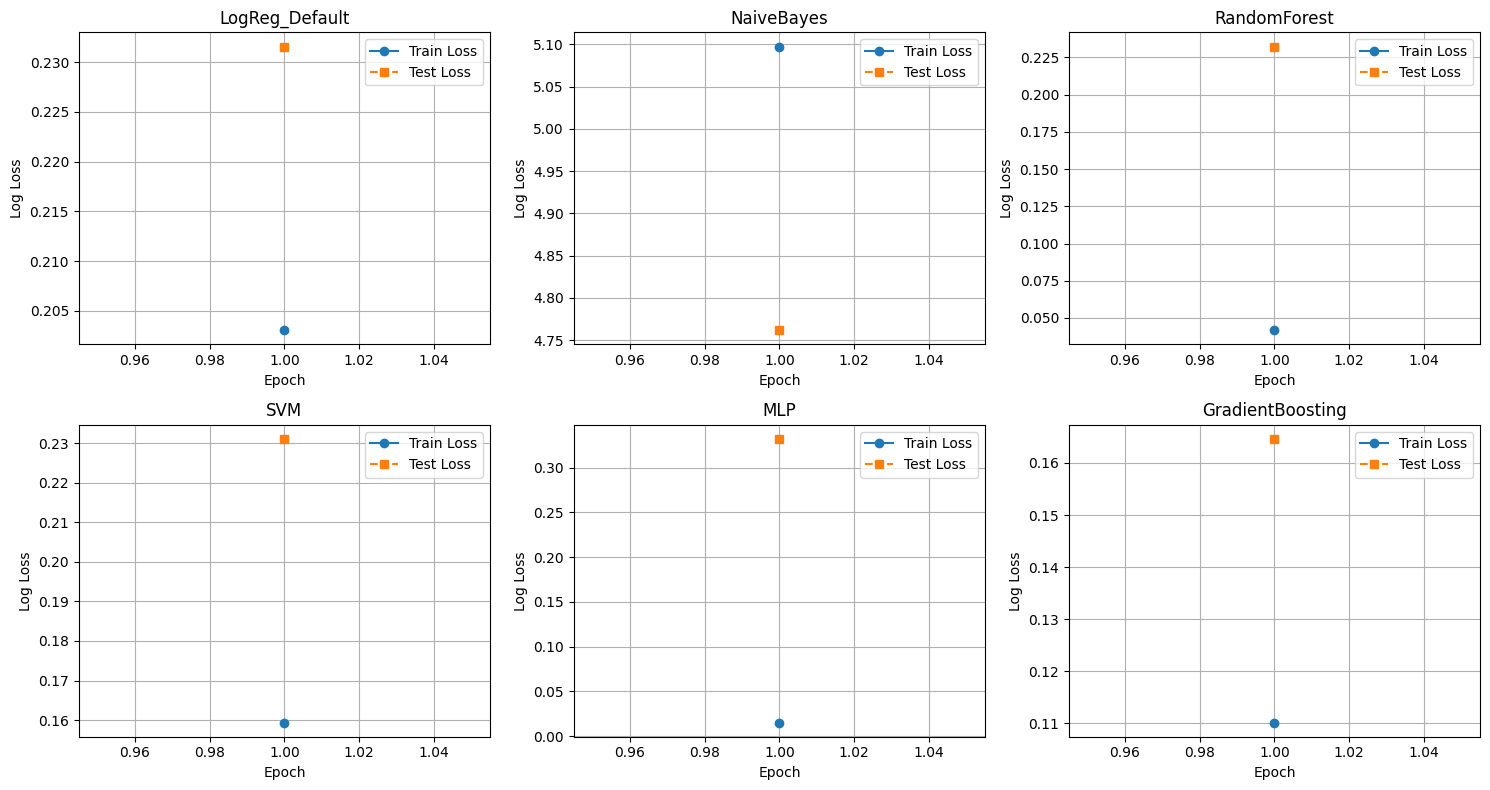 LogReg_Default
Train Loss
Test Loss
0.230
0.225
0.220
0.215
0.210
0.205
Log Loss
0.96 0.98 1.00 1.02 1.04
Epoch
NaiveBayes
Train Loss
Test Loss
5.10
5.05
5.00
4.95
4.90
4.85
4.80
4.75
Log Loss
0.96 0.98 1.00 1.02 1.04
Epoch
RandomForest
Train Loss
Test Loss
0.225
0.200
0.175
0.150
0.125
0.100
0.075
0.050
Log Loss
0.96 0.98 1.00 1.02 1.04
Epoch
SVM
Train Loss
Test Loss
0.23
0.22
0.21
0.20
0.19
0.18
0.17
0.16
Log Loss
0.96 0.98 1.00 1.02 1.04
Epoch
MLP
Train Loss
Test Loss
0.30
0.25
0.20
0.15
0.10
0.05
0.00
Log Loss
0.96 0.98 1.00 1.02 1.04
Epoch
GradientBoosting
Train Loss
Test Loss
0.16
0.15
0.14
0.13
0.12
0.11
Log Loss
0.96 0.98 1.00 1.02 1.04
Epoch